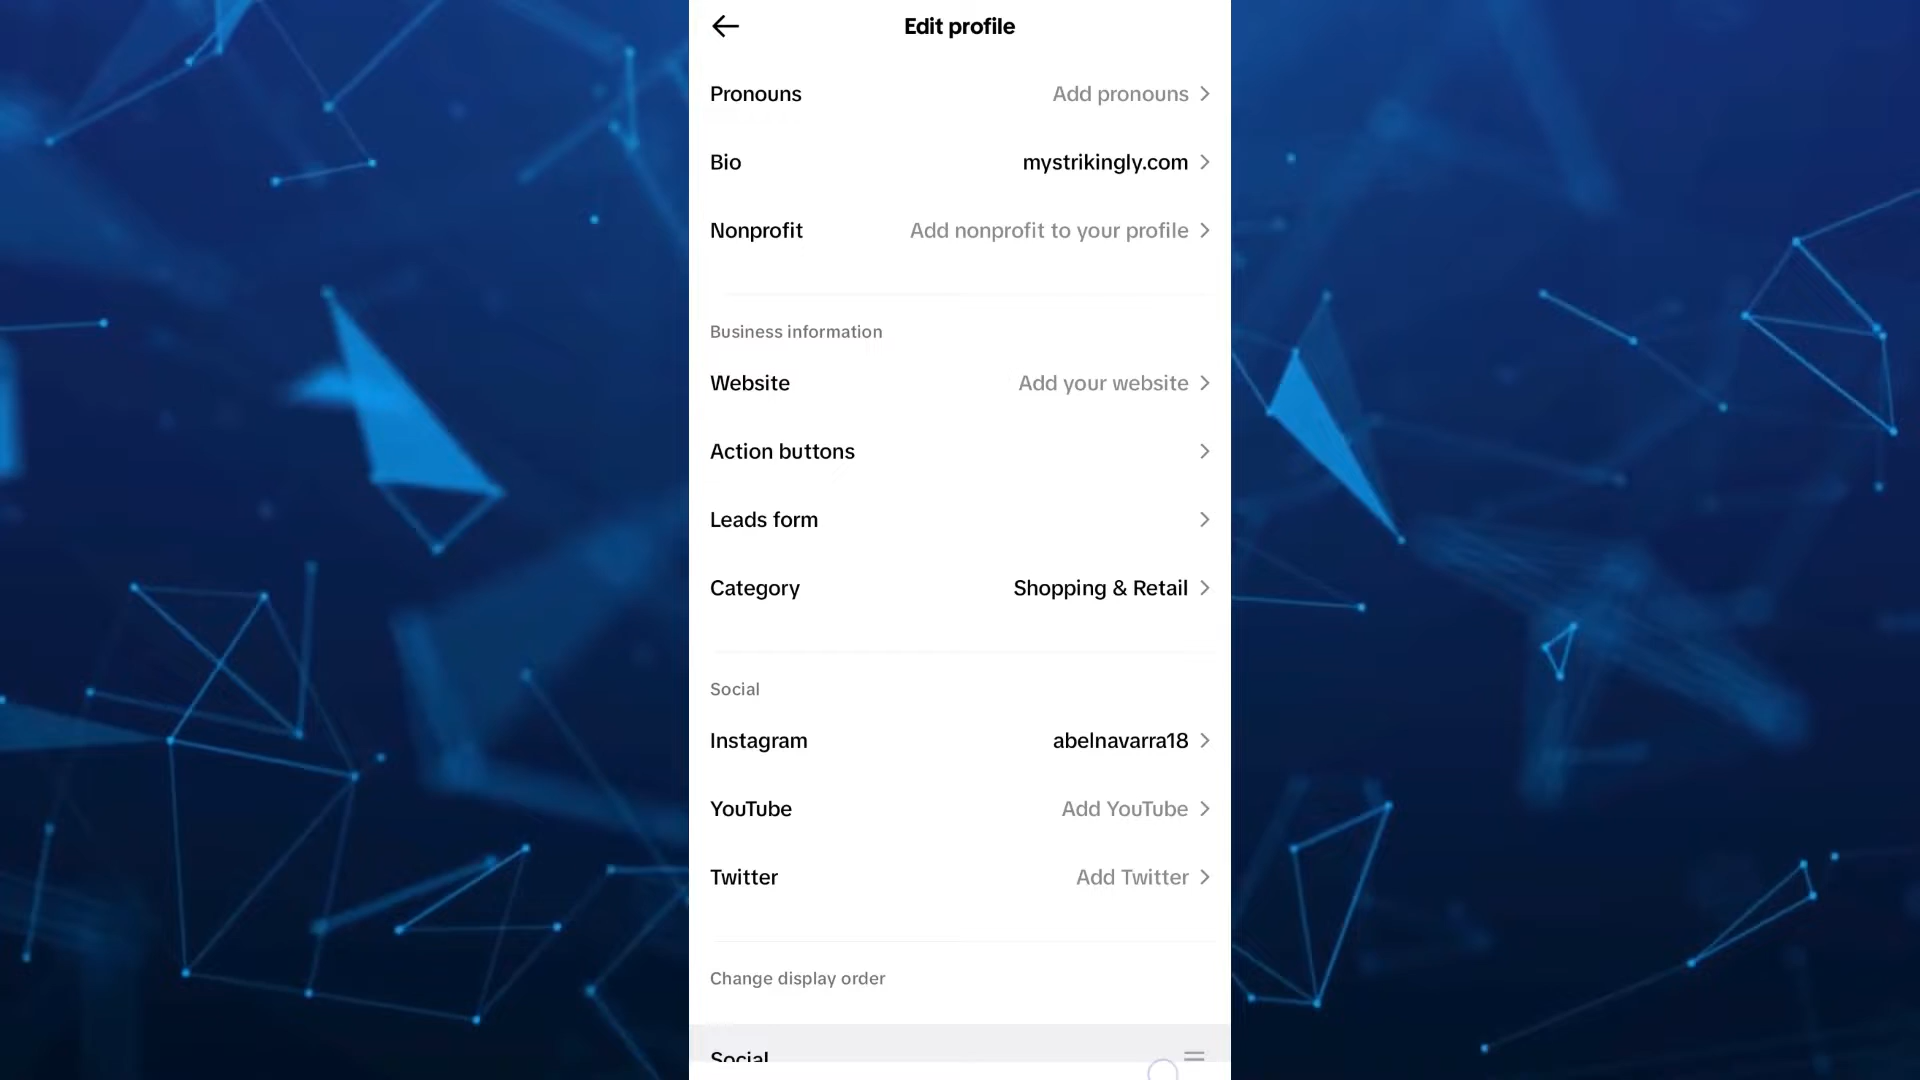 Edit profile
Pronouns Add pronouns
Bio mystrikingly.com
Nonprofit Add nonprofit to your profile
Business information
Website Add your website
Action buttons
Leads form
Category Shopping & Retail
Social
Instagram abelnavarra18
YouTube Add YouTube
Twitter Add Twitter
Change display order
Social